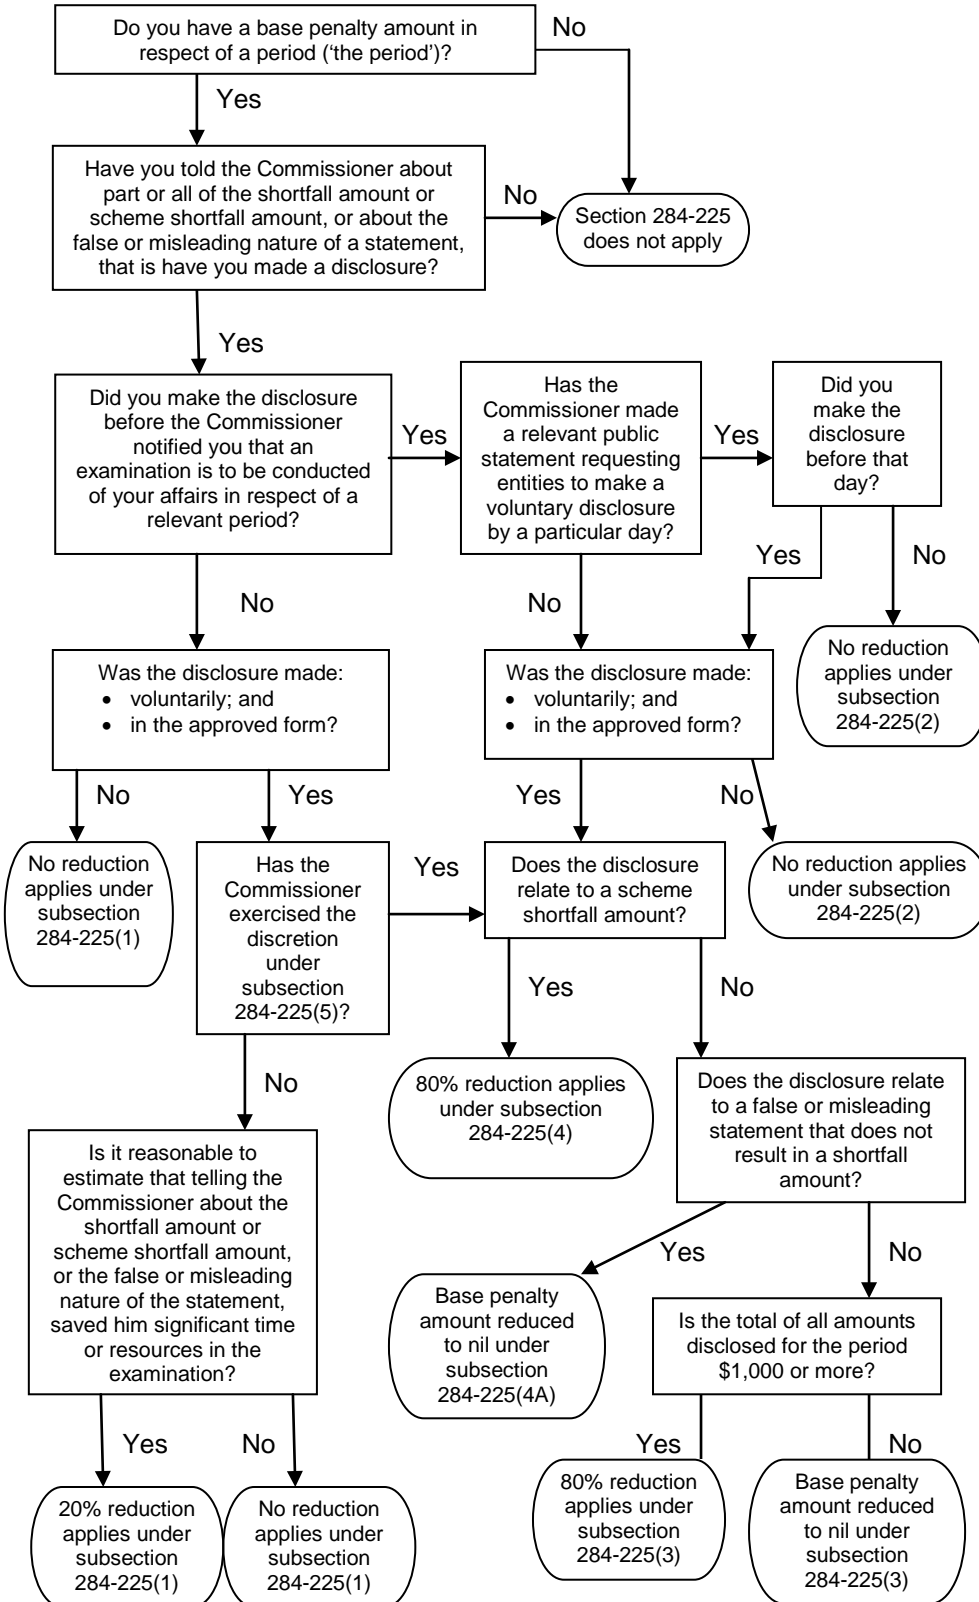 Do you have a base penalty amount in
respect of a period (‘the period’)?
No
Yes
Have you told the Commissioner about
part or all of the shortfall amount or
scheme shortfall amount, or about the
false or misleading nature of a statement,
that is have you made a disclosure?
No
Section 284-225
does not apply
Yes
Did you make the disclosure
before the Commissioner
notified you that an
examination is to be conducted
of your affairs in respect of a
relevant period?
Yes
Has the
Commissioner made
a relevant public
statement requesting
entities to make a
voluntary disclosure
by a particular day?
Yes
Did you
make the
disclosure
before that
day?
No
No
Yes
No
Was the disclosure made:
• voluntarily; and
• in the approved form?
Was the disclosure made:
• voluntarily; and
• in the approved form?
No reduction
applies under
subsection
284-225(2)
No
Yes
Yes
No
No reduction
applies under
subsection
284-225(1)
Has the
Commissioner
exercised the
discretion
under
subsection
284-225(5)?
Yes
Does the disclosure
relate to a scheme
shortfall amount?
No reduction applies
under subsection
284-225(2)
Yes
No
No
80% reduction applies
under subsection
284-225(4)
Does the disclosure relate
to a false or misleading
statement that does not
result in a shortfall
amount?
Is it reasonable to
estimate that telling the
Commissioner about the
shortfall amount or
scheme shortfall amount,
or the false or misleading
nature of the statement,
saved him significant time
or resources in the
examination?
Yes
No
Base penalty
amount reduced
to nil under
subsection
284-225(4A)
Is the total of all amounts
disclosed for the period
$1,000 or more?
Yes
No
Yes
No
20% reduction
applies under
subsection
284-225(1)
No reduction
applies under
subsection
284-225(1)
80% reduction
applies under
subsection
284-225(3)
Base penalty
amount reduced
to nil under
subsection
284-225(3)